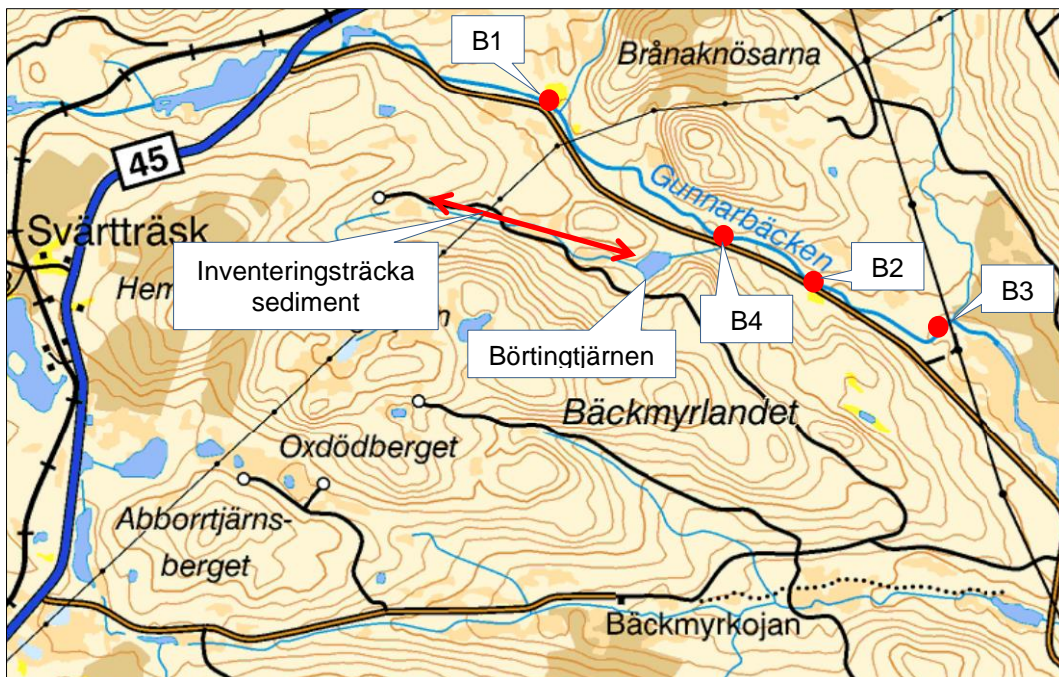 B1
Brånaknösarna
45
Gunnarbäcken
Svärtträsk
Inventeringsträcka
sediment
B2
B3
B4
Hem
Börtingtjärnen
Bäckmyrlandet
Oxdödberget
Abborrtjärns-
berget
Bäckmyrkojan